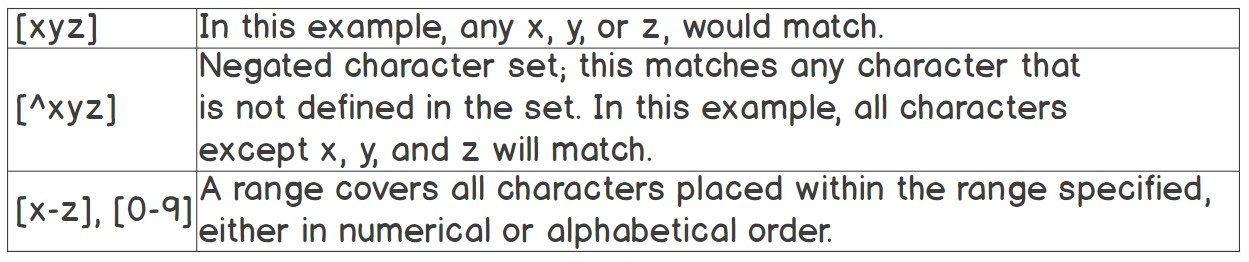 [xyz] In this example, any x, y, or z, would match.
Negated character set; this matches any character that
[^xyz] is not defined in the set. In this example, all characters
except x, y, and z will match.
[x-z], [0-9] A range covers all characters placed within the range specified,
either in numerical or alphabetical order.